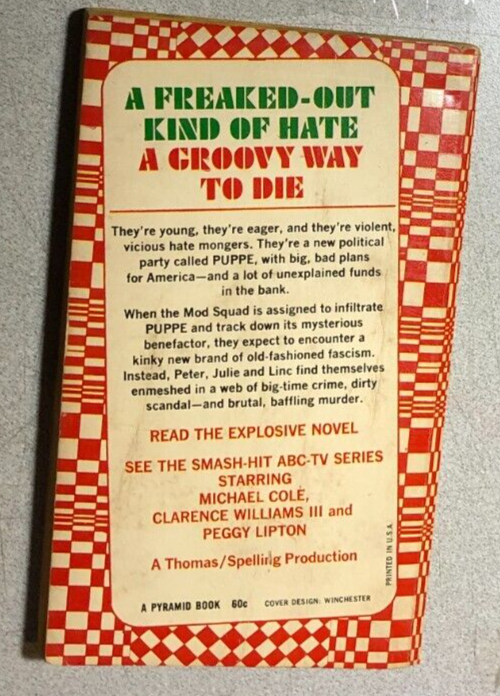 A FREAKED-OUT
KIND OF HATE
A GROOVY WAY
TO DIE
They're young, they're eager, and they're violent,
vicious hate mongers. They're a new political
party called PUPPE, with big, bad plans
for America—and a lot of unexplained funds
in the bank.
When the Mod Squad is assigned to infiltrate
PUPPE and track down its mysterious
benefactor, they expect to encounter a
kinky new brand of old-fashioned fascism.
Instead, Peter, Julie and Linc find themselves
enmeshed in a web of big-time crime, dirty
scandal—and brutal, baffling murder.
READ THE EXPLOSIVE NOVEL
SEE THE SMASH-HIT ABC-TV SERIES
STARRING
MICHAEL COLE,
CLARENCE WILLIAMS III and
PEGGY LIPTON
A Thomas/Spelling Production
PRINTED IN U.S.A.
A PYRAMID BOOK 60c COVER DESIGN: WINCHESTER